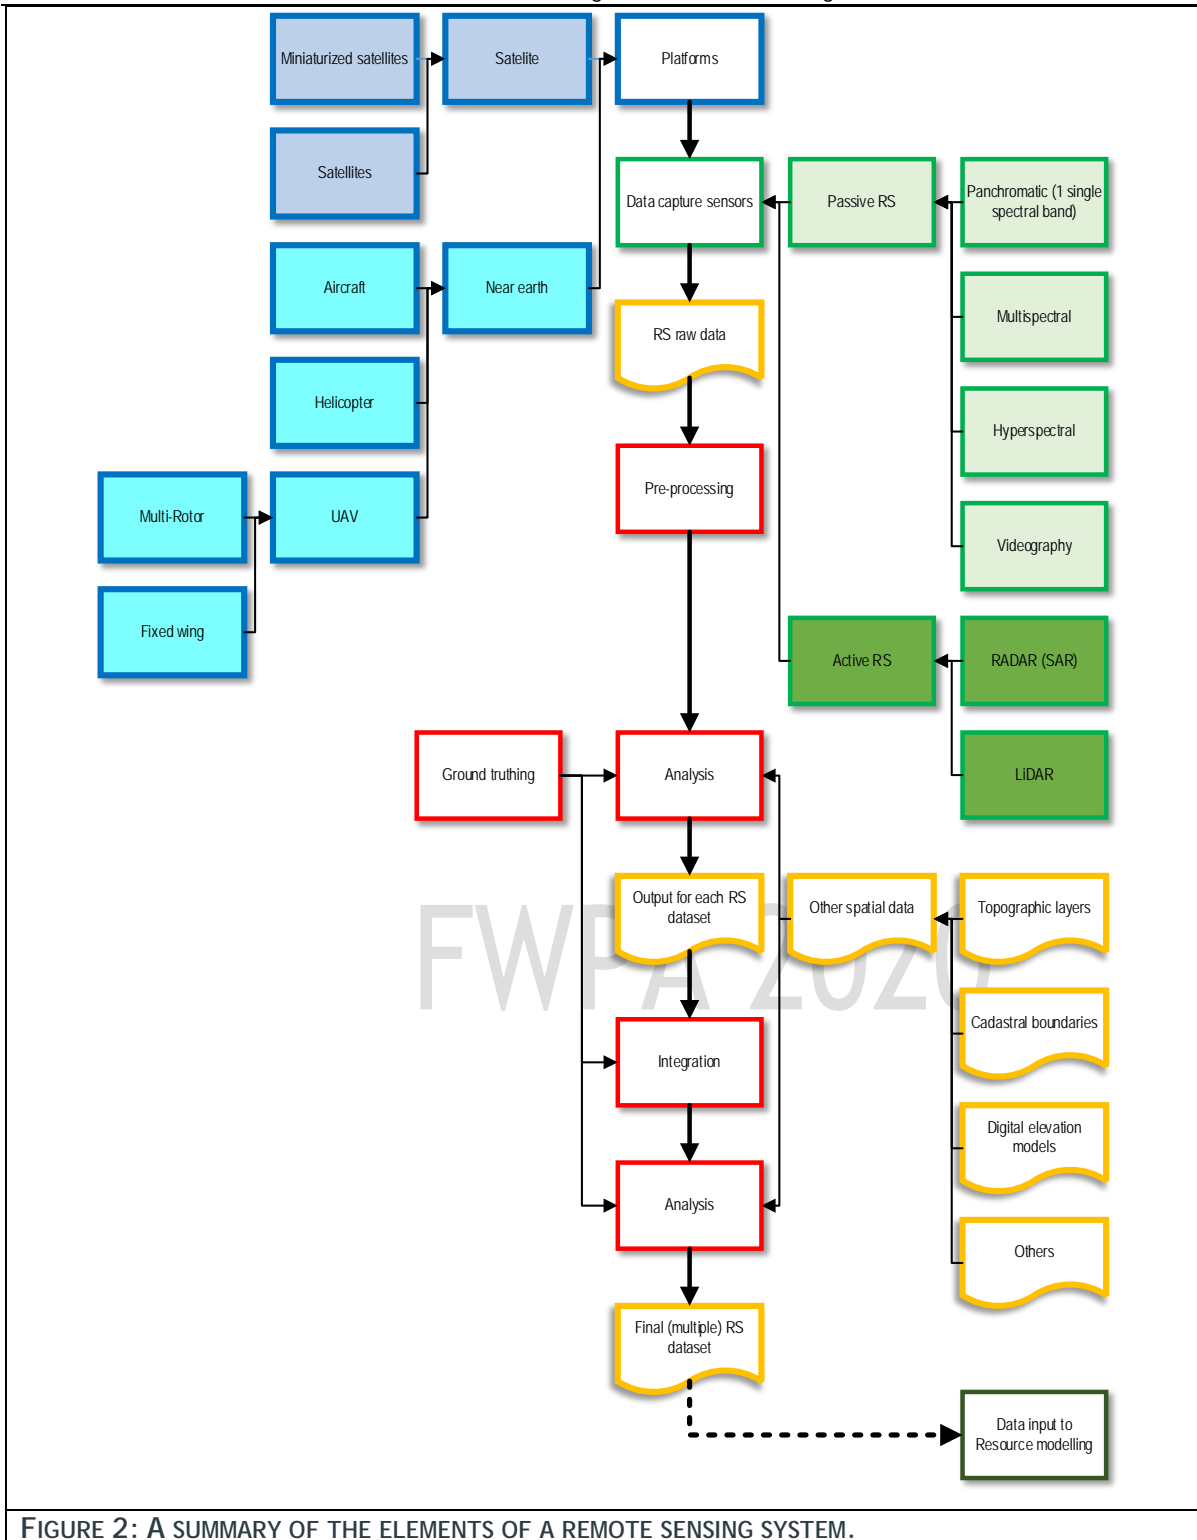 Miniaturized satellites
Satelite
Platforms
Satellites
Data capture sensors
Passive RS
Panchromatic (1 single
spectral band)
Aircraft
Near earth
RS raw data
Multispectral
Helicopter
Hyperspectral
Multi-Rotor
UAV
Pre-processing
Videography
Fixed wing
Active RS
RADAR (SAR)
Ground truthing
Analysis
LiDAR
Output for each RS
dataset
Other spatial data
Topographic layers
FWPA 2020
Integration
Cadastral boundaries
Digital elevation
models
Analysis
Others
Final (multiple) RS
dataset
Data input to
Resource modelling
FIGURE 2: A SUMMARY OF THE ELEMENTS OF A REMOTE SENSING SYSTEM.